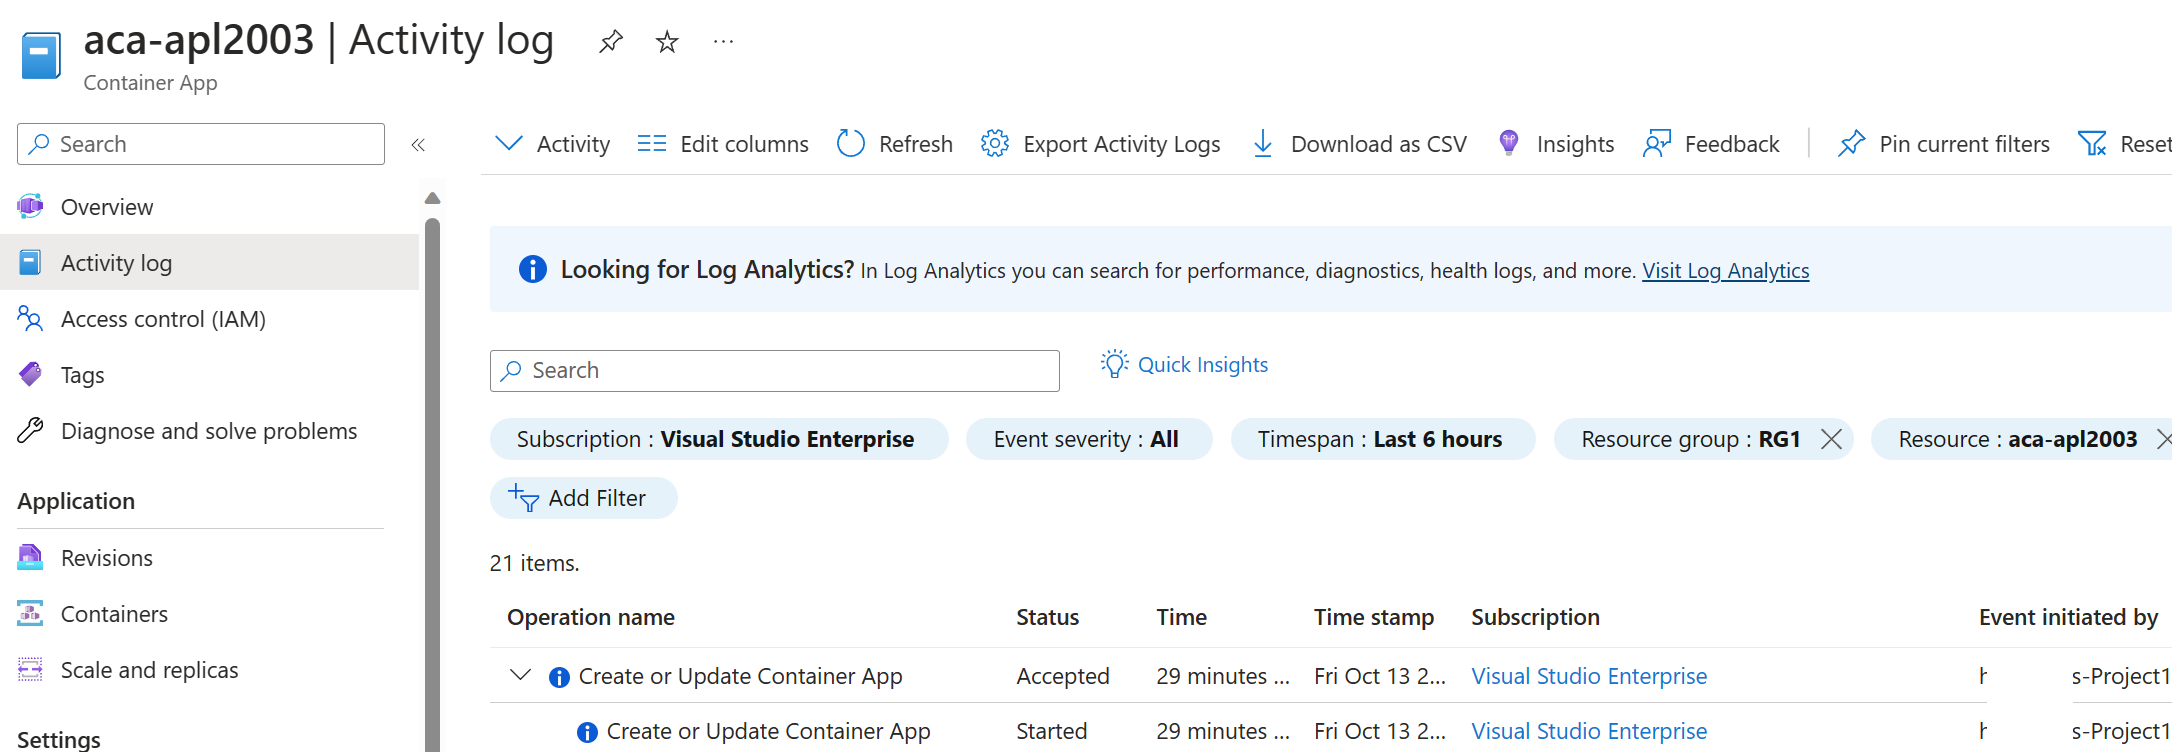 aca-apl2003 | Activity log
Container App
Search
Overview
Activity log
Access control (IAM)
Tags
Diagnose and solve problems
Application
Revisions
Containers
Scale and replicas
Settings
Activity Edit columns Refresh Export Activity Logs Download as CSV Insights Feedback Pin current filters Reset
Looking for Log Analytics? In Log Analytics you can search for performance, diagnostics, health logs, and more. Visit Log Analytics
Search Quick Insights
Subscription : Visual Studio Enterprise Event severity : All Timespan : Last 6 hours Resource group : RG1 Resource : aca-apl2003
Add Filter
21 items.
Operation name Status Time Time stamp Subscription Event initiated by
Create or Update Container App Accepted 29 minutes ... Fri Oct 13 2... Visual Studio Enterprise s-Project1
Create or Update Container App Started 29 minutes ... Fri Oct 13 2... Visual Studio Enterprise s-Project1